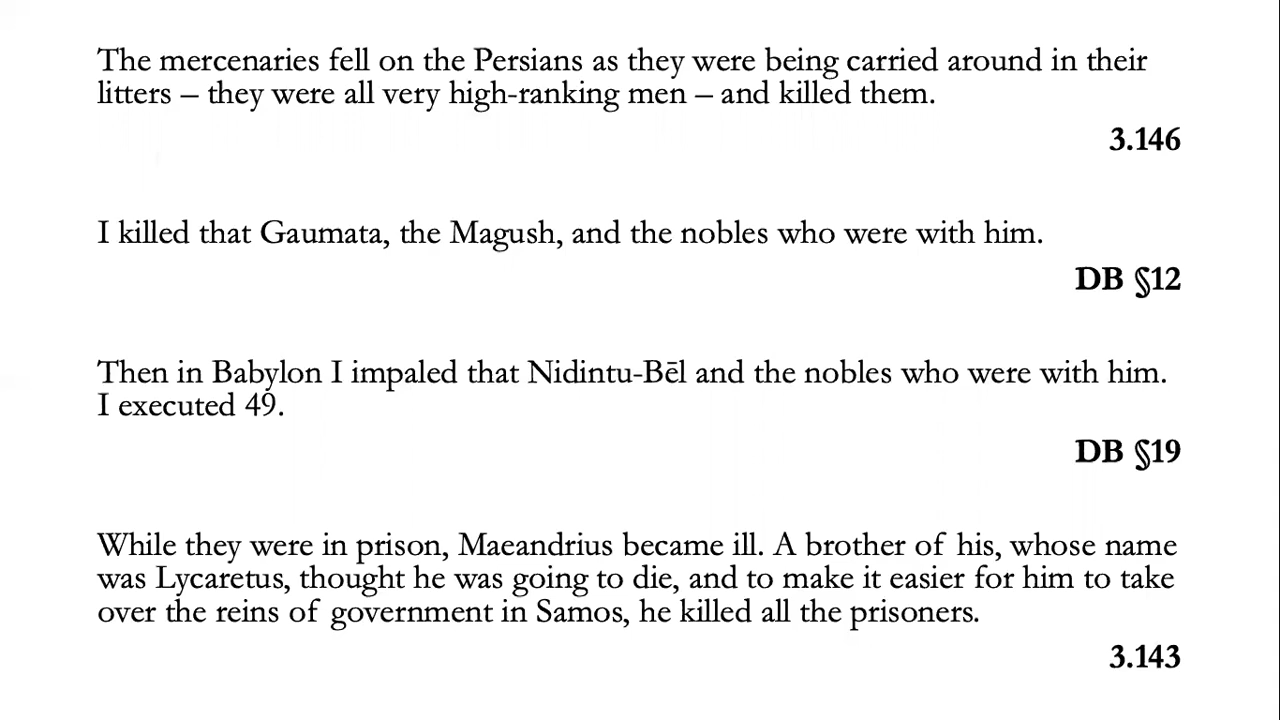 The mercenaries fell on the Persians as they were being carried around in their
litters – they were all very high-ranking men – and killed them.
3.146
I killed that Gaumata, the Magush, and the nobles who were with him.
DB §12
Then in Babylon I impaled that Nidintu-Bēl and the nobles who were with him.
I executed 49.
DB §19
While they were in prison, Maeandrius became ill. A brother of his, whose name
was Lycaretus, thought he was going to die, and to make it easier for him to take
over the reins of government in Samos, he killed all the prisoners.
3.143